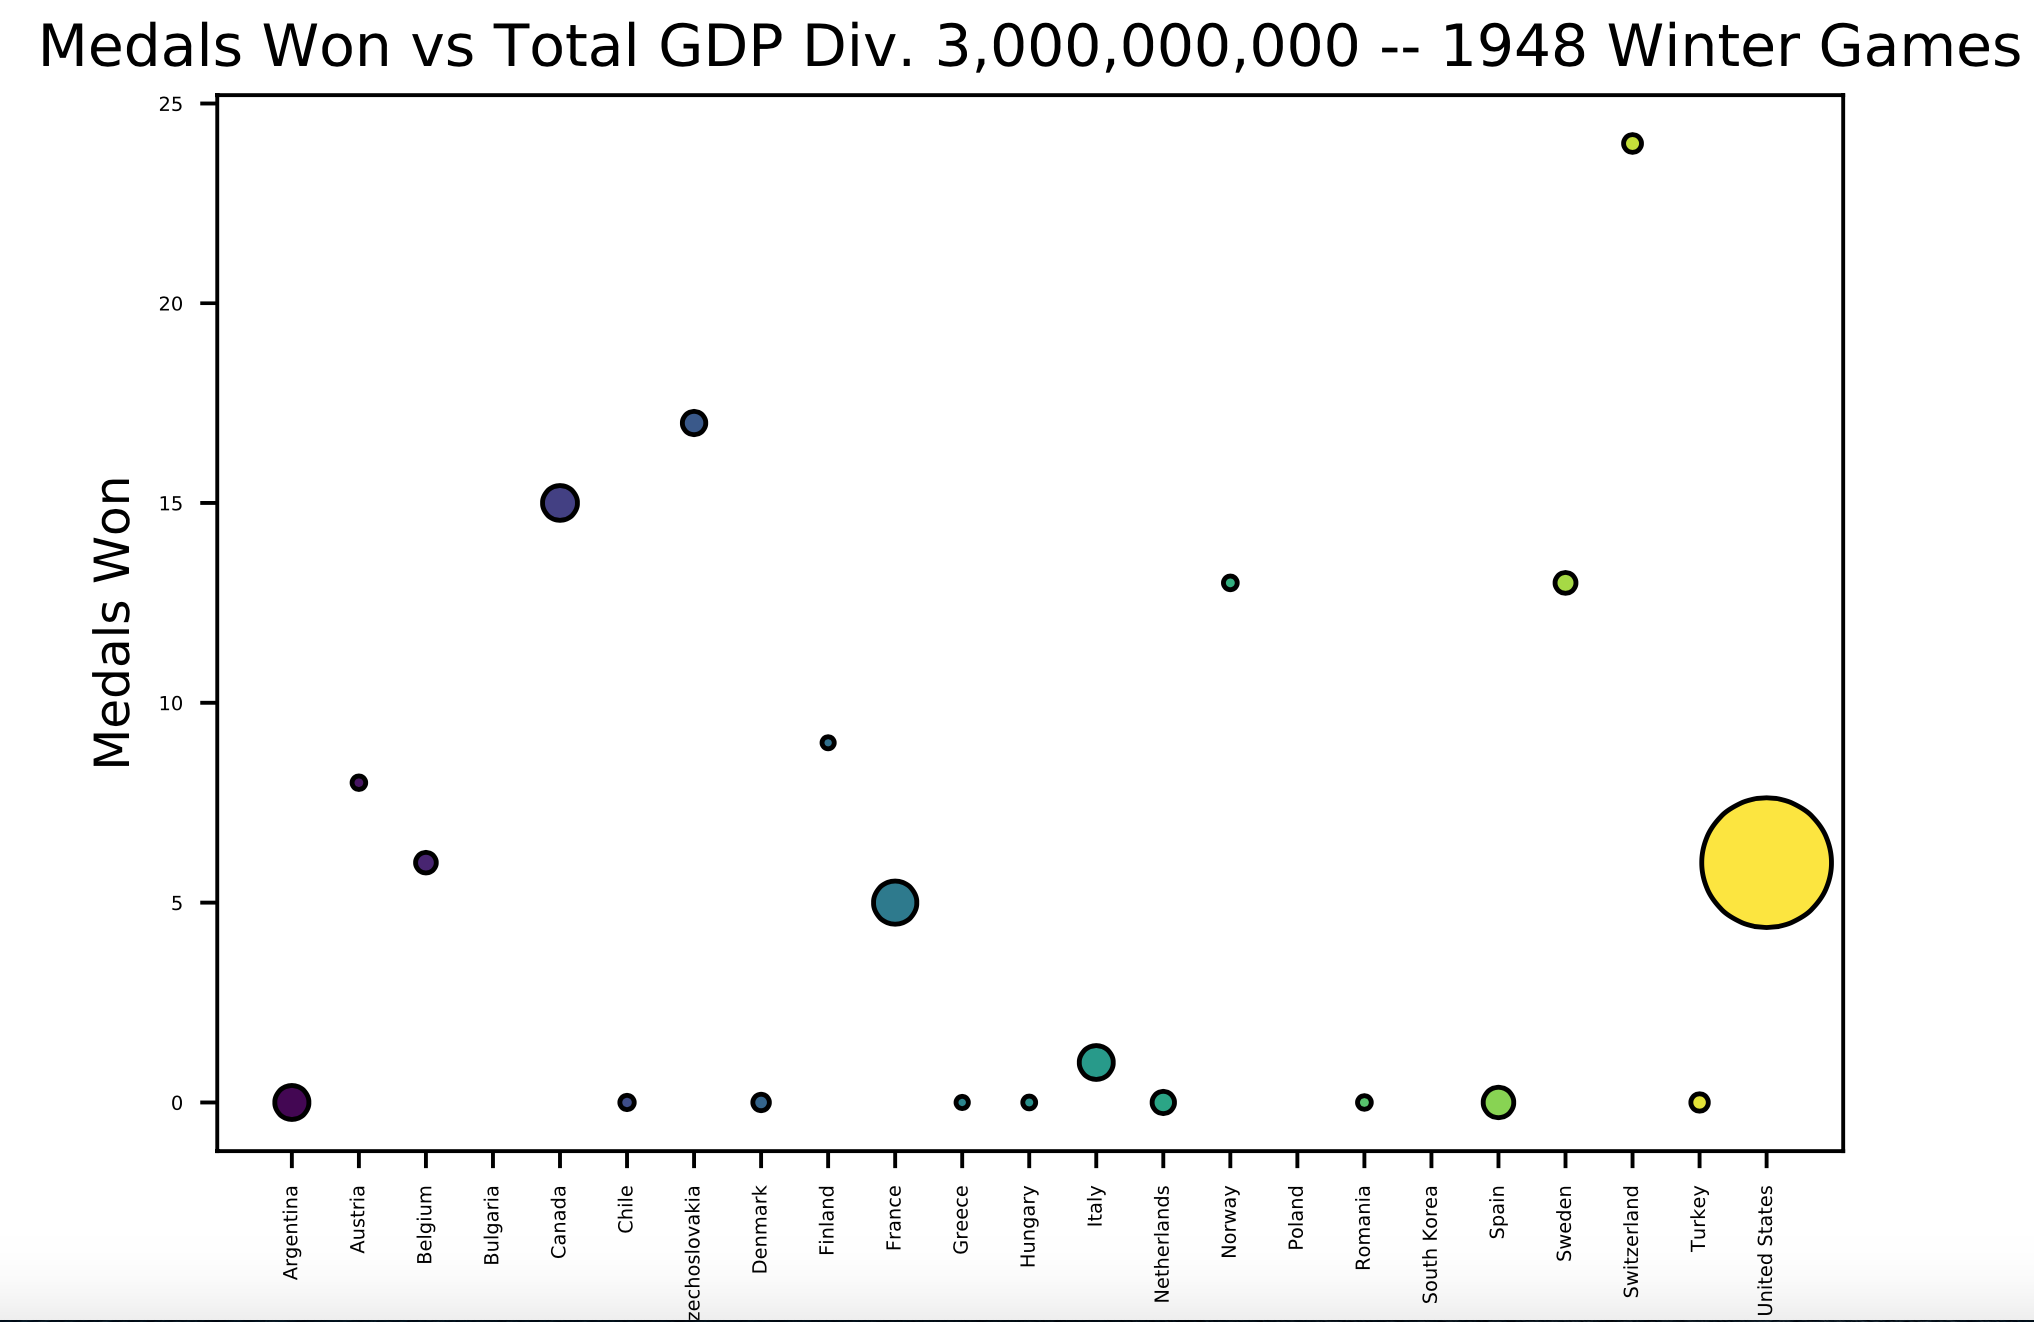 Medals Won vs Total GDP Div. 3,000,000,000 -- 1948 Winter Games
Medals Won
25
20
15
10
5
0
Argentina
Austria
Belgium
Bulgaria
Canada
Chile
zechoslovakia
Denmark
Finland
France
Greece
Hungary
Italy
Netherlands
Norway
Poland
Romania
South Korea
Spain
Sweden
Switzerland
Turkey
United States